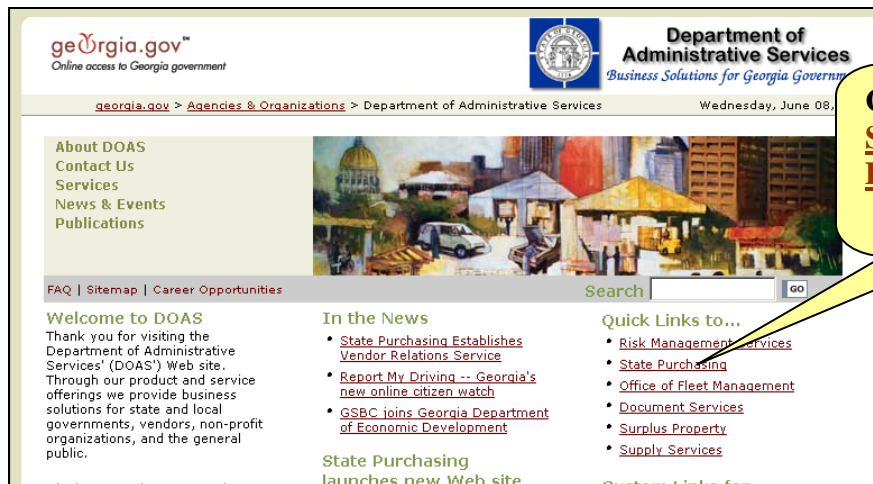 georgia.gov™
Online access to Georgia government
Department of
Administrative Services
Business Solutions for Georgia
georgia.gov > Agencies & Organizations > Department of Administrative Services
Wednesday, June 08,
About DOAS
Contact Us
Services
News & Events
Publications
FAQ | Sitemap | Career Opportunities
Search
GO
Welcome to DOAS
Thank you for visiting the
Department of Administrative
Services' (DOAS') Web site.
Through our product and service
offerings we provide business
solutions for state and local
governments, vendors, non-profit
organizations, and the general
public.
In the News
• State Purchasing Establishes
Vendor Relations Service
• Report My Driving -- Georgia's
new online citizen watch
• GSBC joins Georgia Department
of Economic Development
State Purchasing
launches new Web site
Quick Links to...
• Risk Management Services
• State Purchasing
• Office of Fleet Management
• Document Services
• Surplus Property
• Supply Services